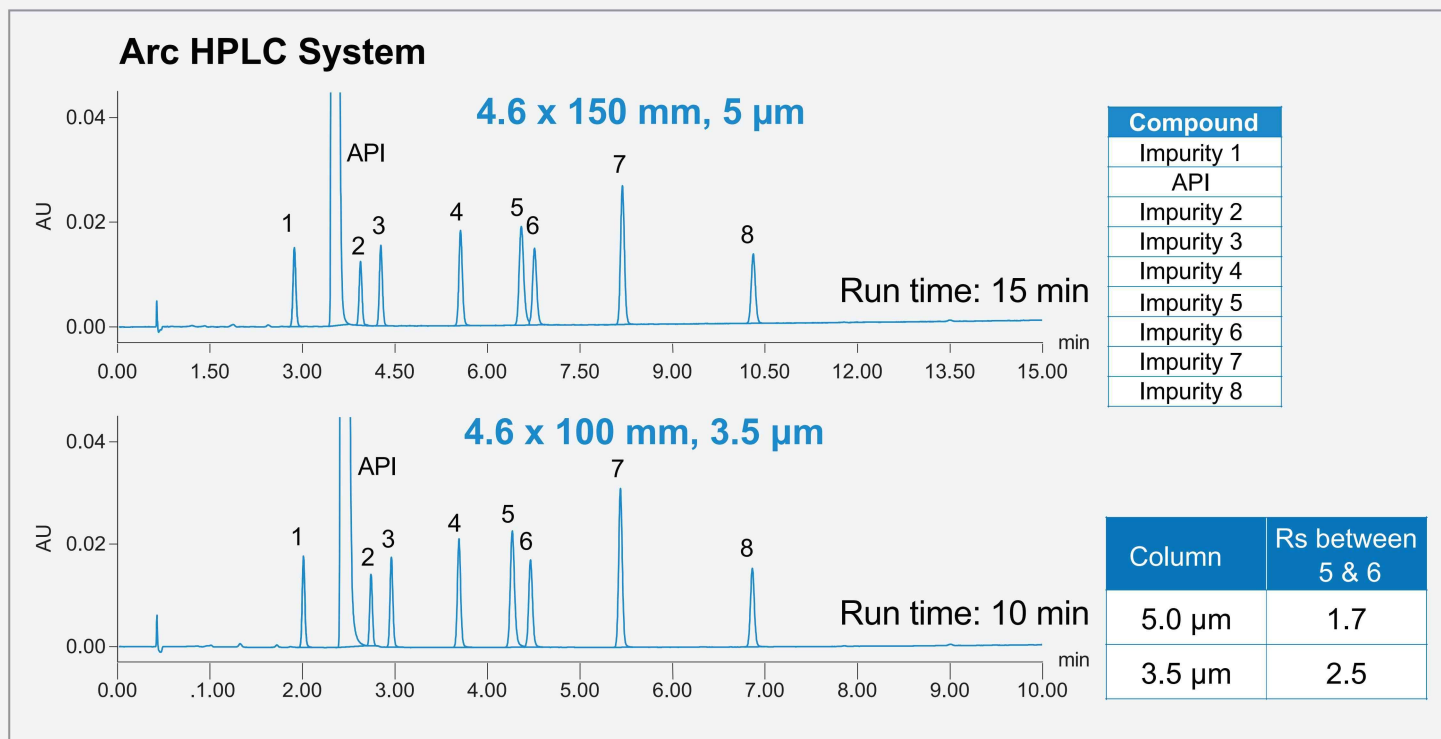 Arc HPLC System
4.6 x 150 mm, 5 µm
0.04
0.02
0.00
AU
API
1
2
3
4
5
6
7
8
Run time: 15 min
min
0.00 1.50 3.00 4.50 6.00 7.50 9.00 10.50 12.00 13.50 15.00
Compound
Impurity 1
API
Impurity 2
Impurity 3
Impurity 4
Impurity 5
Impurity 6
Impurity 7
Impurity 8
4.6 x 100 mm, 3.5 µm
0.04
0.02
0.00
AU
API
1
2
3
4
5
6
7
8
Run time: 10 min
min
0.00 .1.00 2.00 3.00 4.00 5.00 6.00 7.00 8.00 9.00 10.00
Column Rs between
5 & 6
5.0 µm 1.7
3.5 µm 2.5